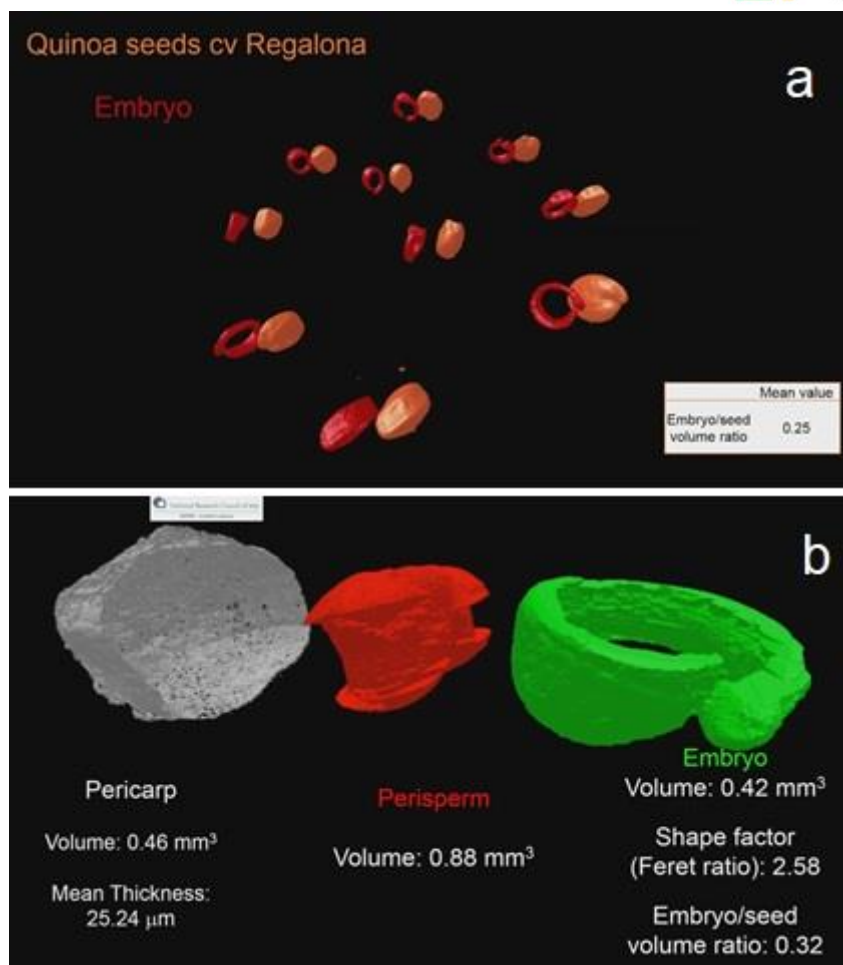 Quinoa seeds cv Regalona
a
Embryo
Mean value
Embryo/seed
volume ratio
0.25
b
Pericarp
Volume: 0.46 mm³
Mean Thickness:
25.24 μm
Perisperm
Volume: 0.88 mm³
Embryo
Volume: 0.42 mm³
Shape factor
(Feret ratio): 2.58
Embryo/seed
volume ratio: 0.32